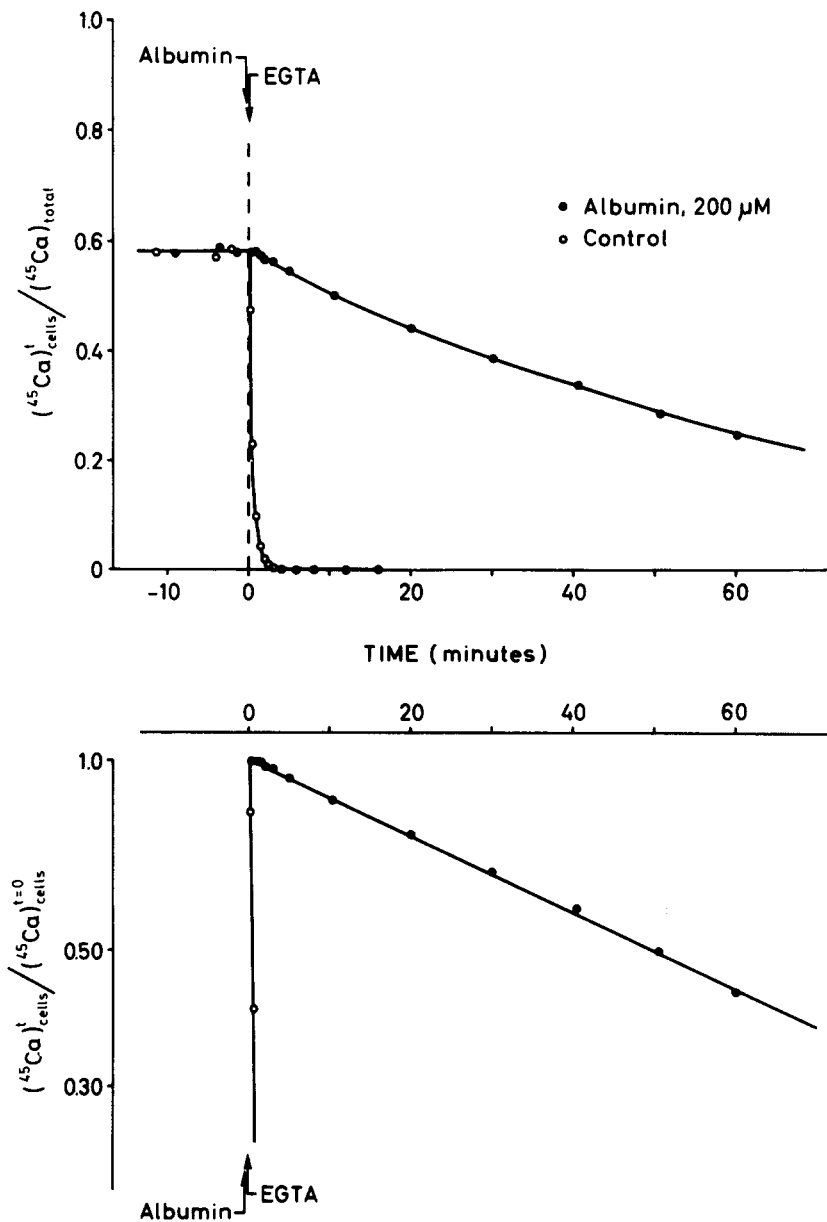 1.0
Albumin
EGTA
0.8
• Albumin, 200 μM
○ Control
0.6
0.4
0.2
0
(⁴⁵Ca)ᵗcells/(⁴⁵Ca)total
-10 0 20 40 60
TIME (minutes)
0 20 40 60
1.0
0.50
0.30
(⁴⁵Ca)ᵗcells/(⁴⁵Ca)ᵗ⁼⁰cells
EGTA
Albumin